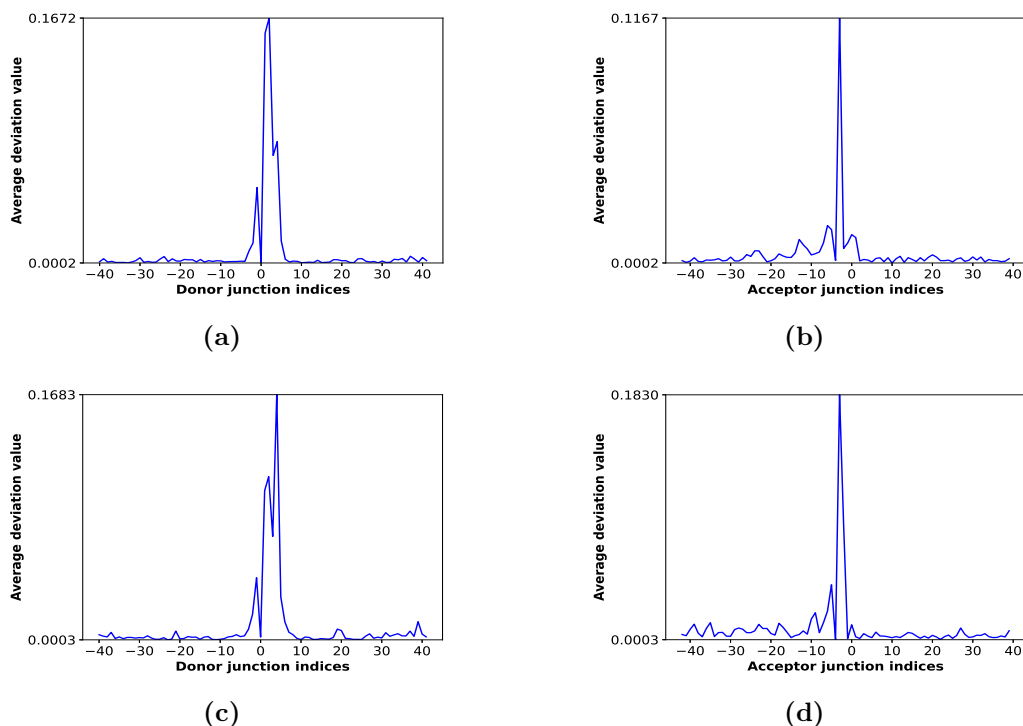 0.1672
Average deviation value
0.0002
−40 −30 −20 −10 0 10 20 30 40
Donor junction indices
(a)
0.1167
Average deviation value
0.0002
−40 −30 −20 −10 0 10 20 30 40
Acceptor junction indices
(b)
0.1683
Average deviation value
0.0003
−40 −30 −20 −10 0 10 20 30 40
Donor junction indices
(c)
0.1830
Average deviation value
0.0003
−40 −30 −20 −10 0 10 20 30 40
Acceptor junction indices
(d)